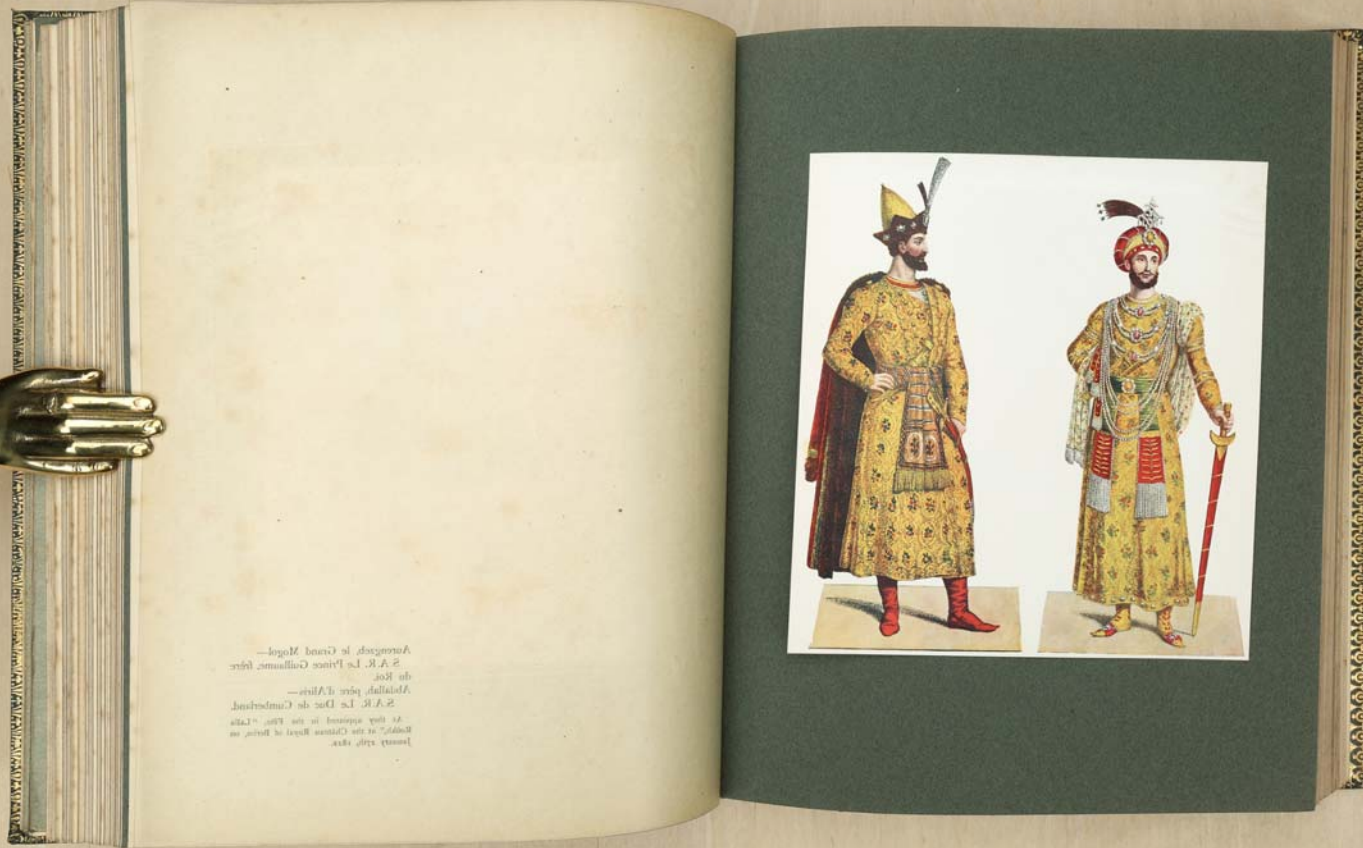 Aurengzeb, le Grand Mogol—
S.A.R. Le Prince Guillaume, frère
du Roi.
Abdallah, père d'Aliris—
S.A.R. Le Duc de Cumberland.
As they appeared in the Fête, "Lalla
Rookh," at the Château Royal of Berlin, on
January 27th, 1822.